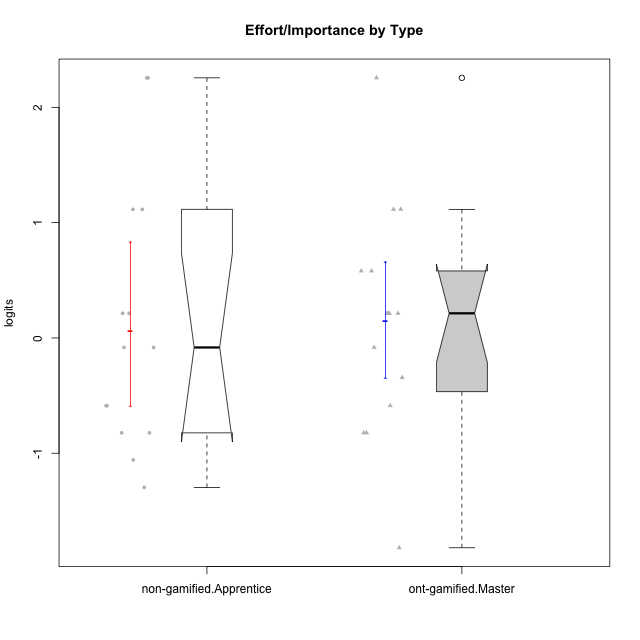 Effort/Importance by Type
logits
2
1
0
-1
non-gamified.Apprentice
ont-gamified.Master